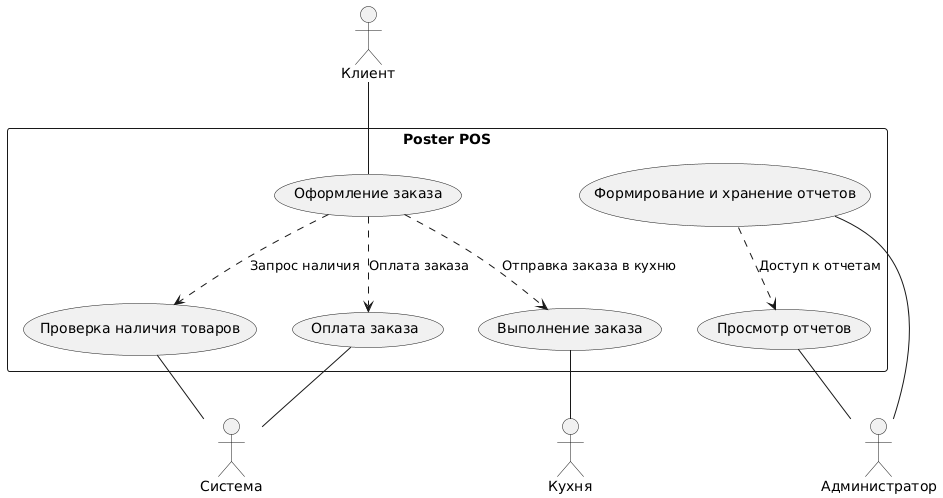 Клиент
Poster POS
Оформление заказа
Формирование и хранение отчетов
Запрос наличия
Оплата заказа
Отправка заказа в кухню
Доступ к отчетам
Проверка наличия товаров
Оплата заказа
Выполнение заказа
Просмотр отчетов
Система
Кухня
Администратор